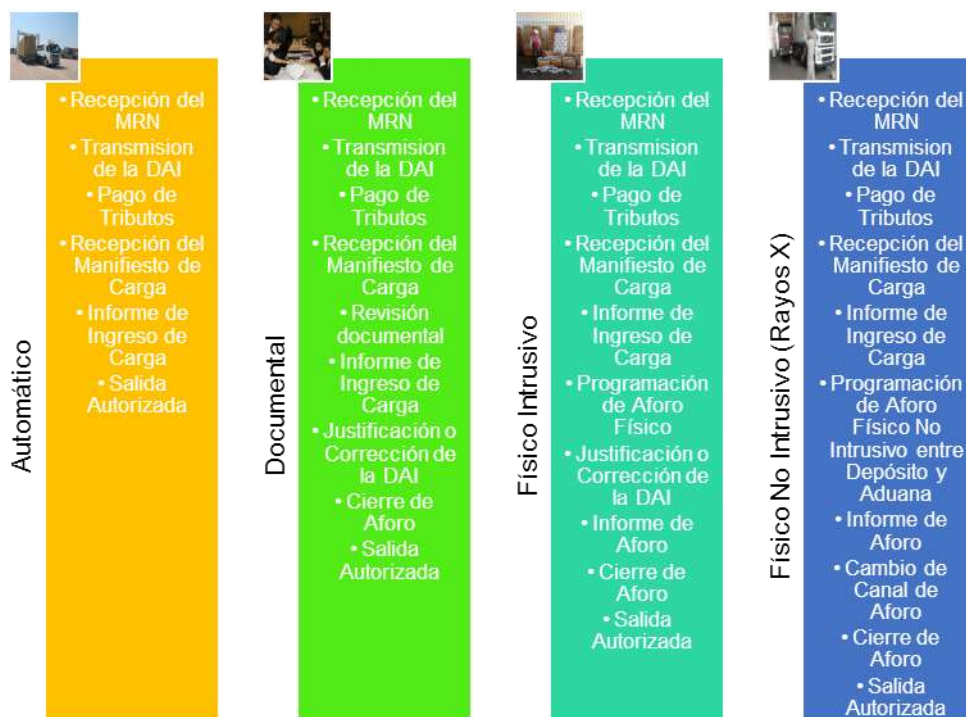 Automático
• Recepción del
MRN
• Transmision
de la DAI
• Pago de
Tributos
• Recepción del
Manifiesto de
Carga
• Informe de
Ingreso de
Carga
• Salida
Autorizada
Documental
• Recepción del
MRN
• Transmision
de la DAI
• Pago de
Tributos
• Recepción del
Manifiesto de
Carga
• Revisión
documental
• Informe de
Ingreso de
Carga
• Justificación o
Corrección de
la DAI
• Cierre de
Aforo
• Salida
Autorizada
Físico Intrusivo
• Recepción del
MRN
• Transmision
de la DAI
• Pago de
Tributos
• Recepción del
Manifiesto de
Carga
• Informe de
Ingreso de
Carga
• Programación
de Aforo
Físico
• Justificación o
Corrección de
la DAI
• Informe de
Aforo
• Cierre de
Aforo
• Salida
Autorizada
Físico No Intrusivo (Rayos X)
• Recepción del
MRN
• Transmision
de la DAI
• Pago de
Tributos
• Recepción del
Manifiesto de
Carga
• Informe de
Ingreso de
Carga
• Programación
de Aforo
Físico No
Intrusivo entre
Depósito y
Aduana
• Informe de
Aforo
• Cambio de
Canal de
Aforo
• Cierre de
Aforo
• Salida
Autorizada